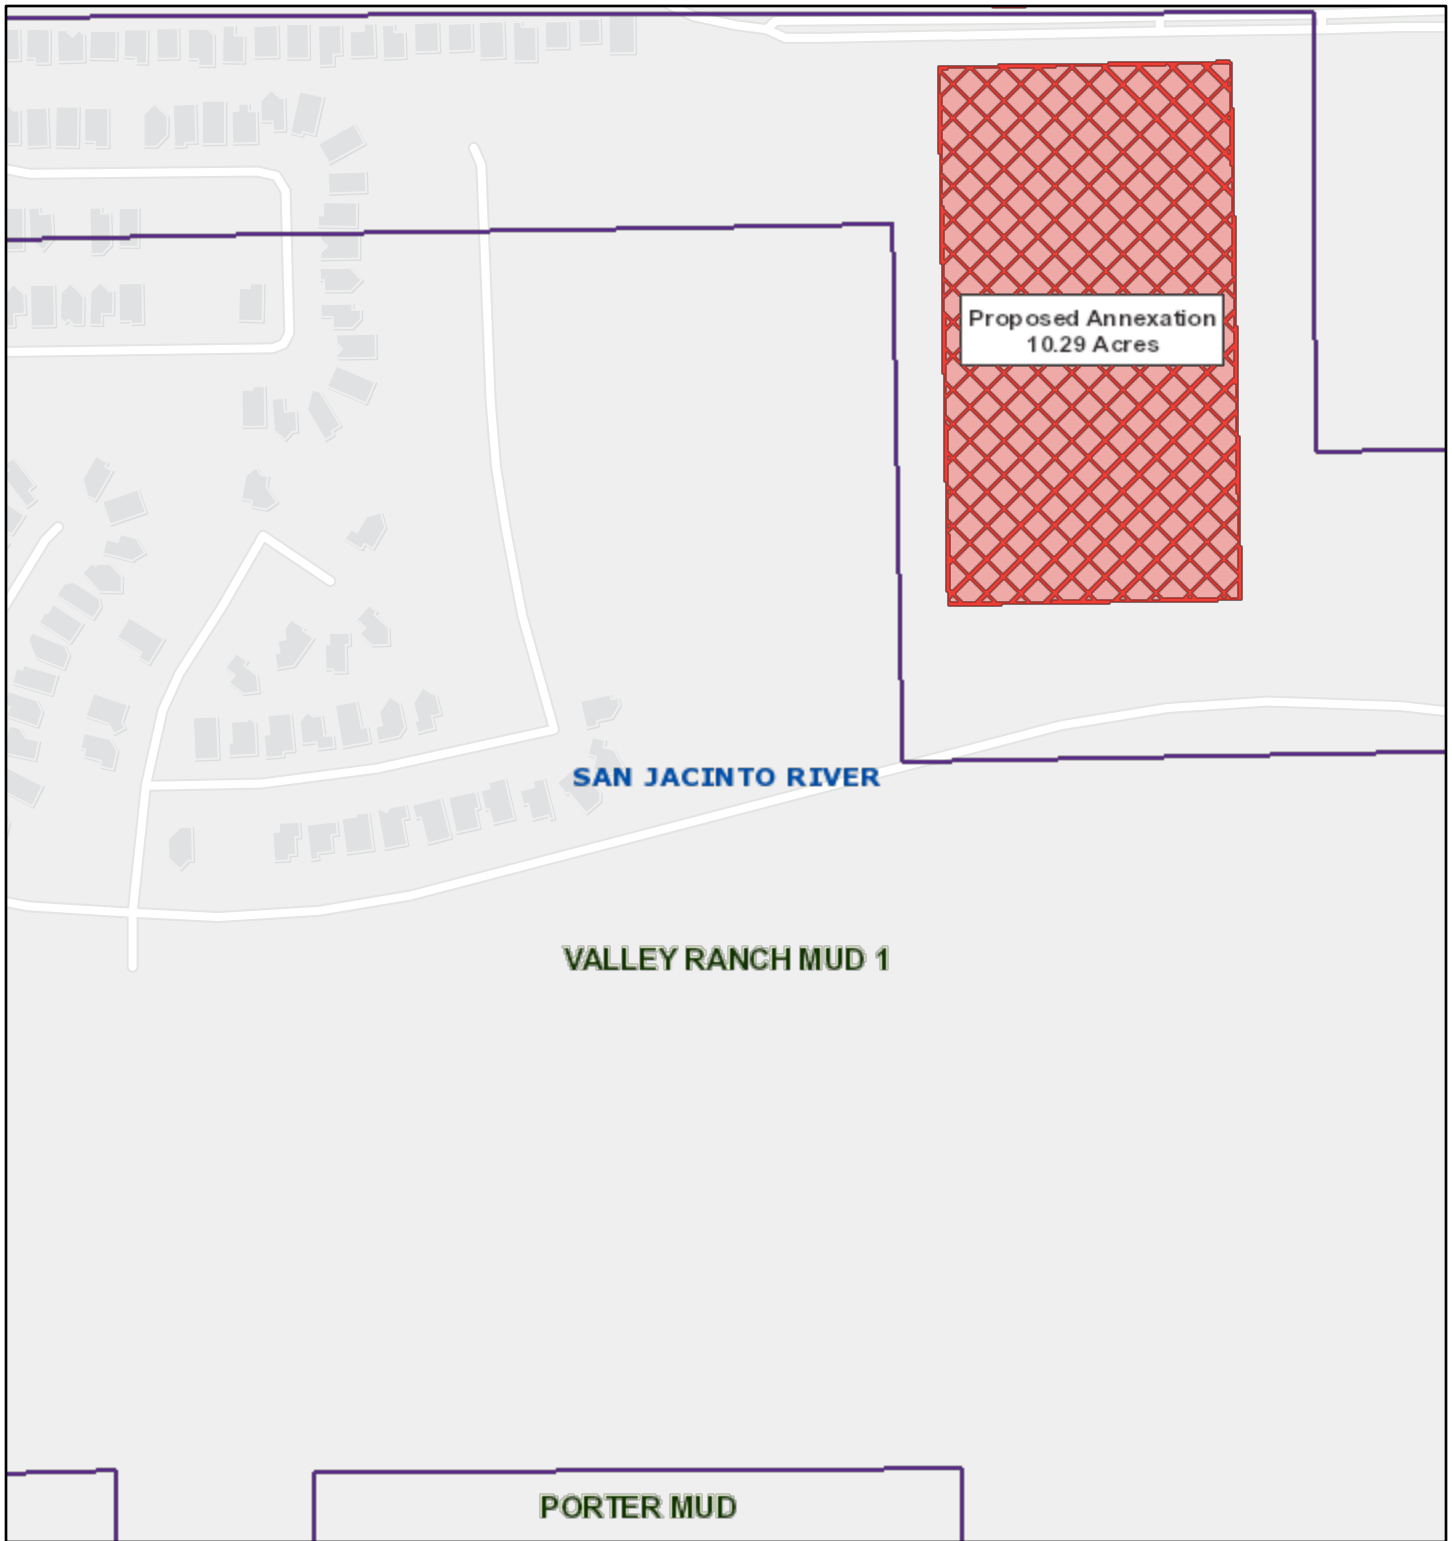 Proposed Annexation
10.29 Acres
SAN JACINTO RIVER
VALLEY RANCH MUD 1
PORTER MUD